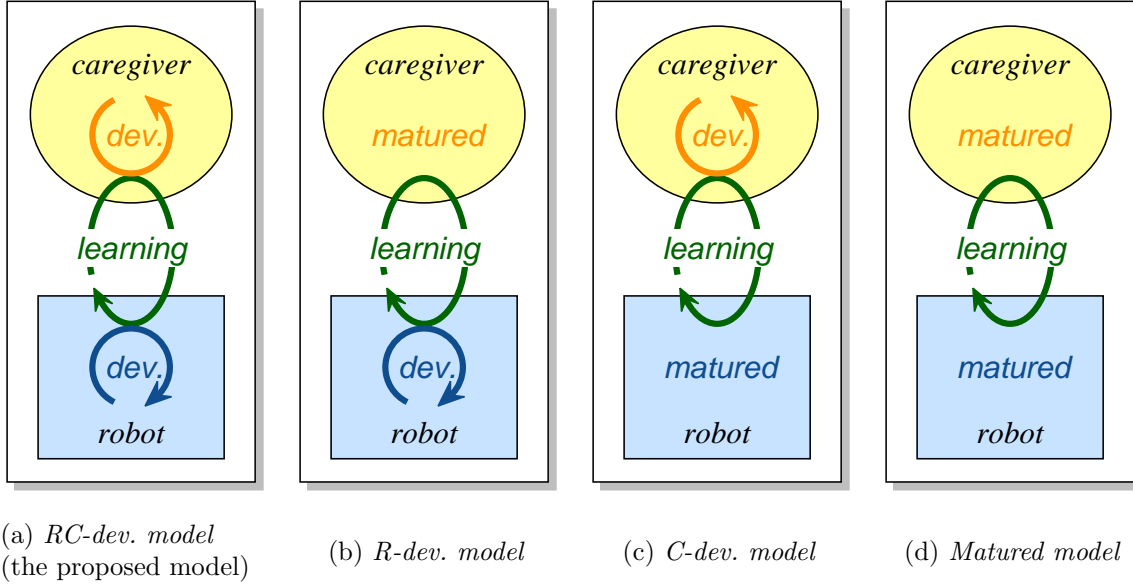 caregiver
dev.
learning
dev.
robot
(a) RC-dev. model
(the proposed model)
caregiver
matured
learning
dev.
robot
(b) R-dev. model
caregiver
dev.
learning
matured
robot
(c) C-dev. model
caregiver
matured
learning
matured
robot
(d) Matured model